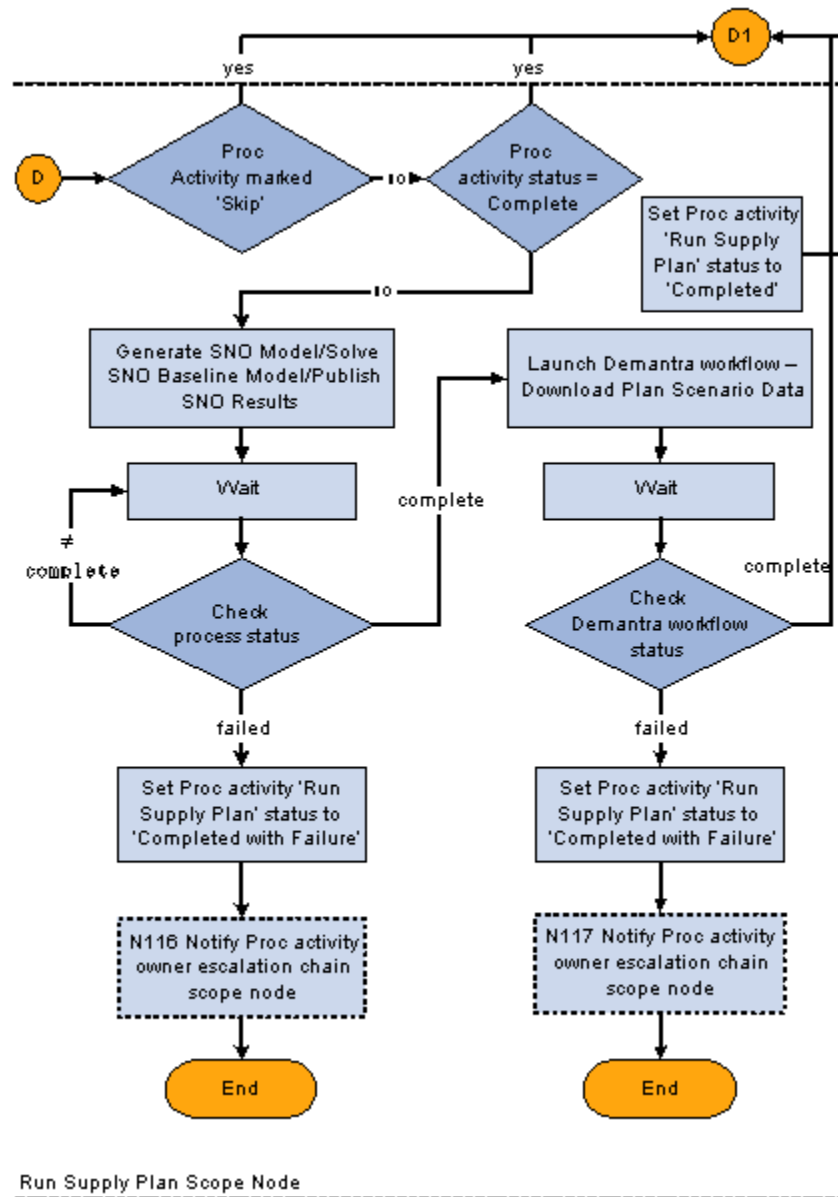 D1
yes
yes
D
Proc
Activity marked
'Skip'
no
Proc
activity status =
Complete
Set Proc activity
'Run Supply
Plan' status to
'Completed'
no
Generate SNO Model/Solve
SNO Baseline Model/Publish
SNO Results
Launch Demantra workflow –
Download Plan Scenario Data
Wait
Wait
complete
≠
complete
complete
Check
process status
Check
Demantra workflow
status
failed
failed
Set Proc activity 'Run
Supply Plan' status to
'Completed with Failure'
Set Proc activity 'Run
Supply Plan' status to
'Completed with Failure'
N116 Notify Proc activity
owner escalation chain
scope node
N117 Notify Proc activity
owner escalation chain
scope node
End
End
Run Supply Plan Scope Node